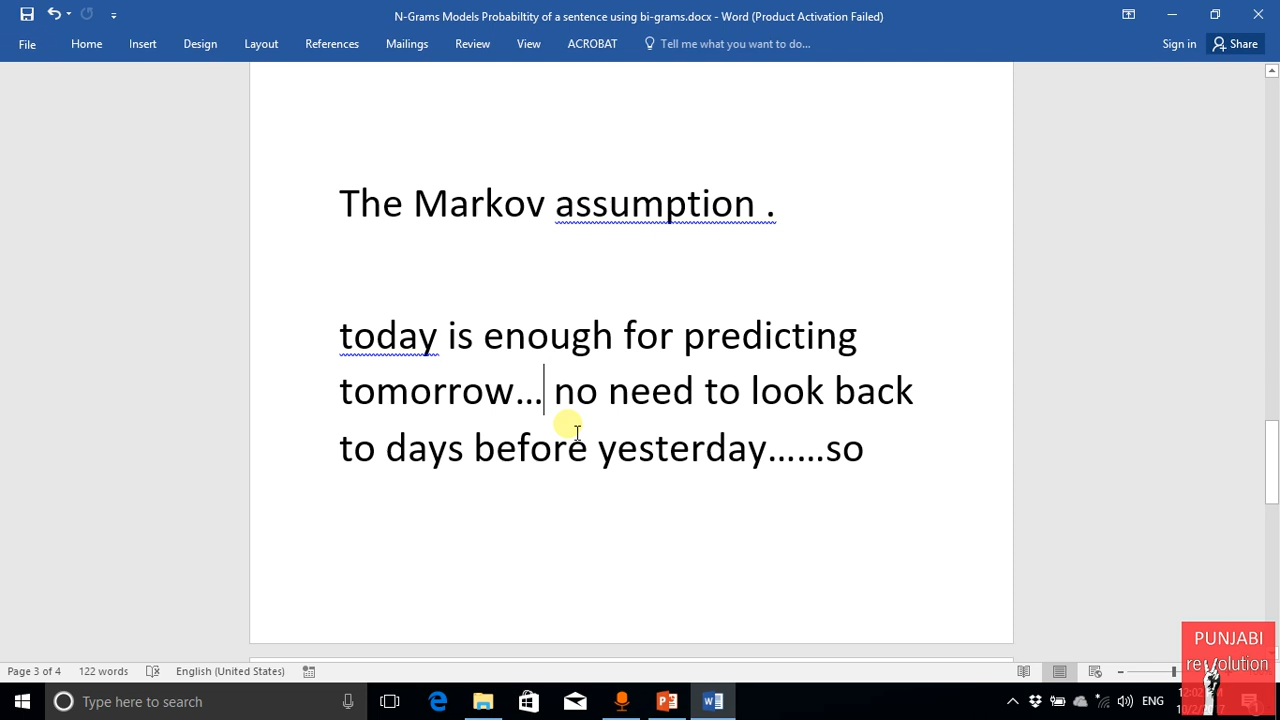 N-Grams Models Probabiltity of a sentence using bi-grams.docx - Word (Product Activation Failed)
File Home Insert Design Layout References Mailings Review View ACROBAT Tell me what you want to do... Sign in Share
The Markov assumption .
today is enough for predicting
tomorrow... no need to look back
to days before yesterday……so
Page 3 of 4 122 words English (United States)
PUNJABI
revolution
Type here to search
ENG